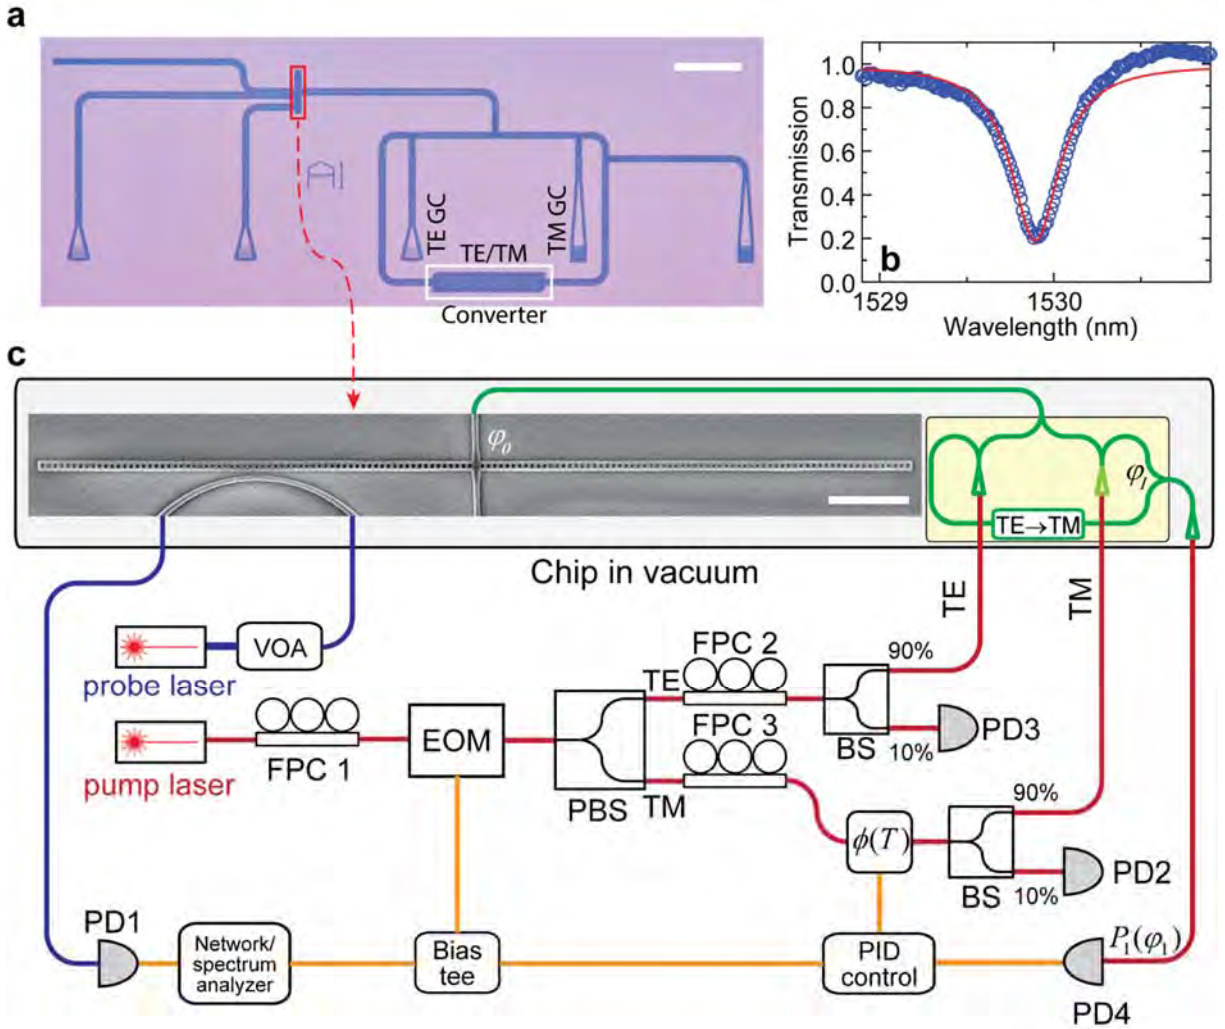 a
TE GC
TM GC
TE/TM
Converter
Transmission
1.0
0.8
0.6
0.4
0.2
0.0
b
1529
1530
Wavelength (nm)
c
φ0
φI
TE→TM
Chip in vacuum
TE
TM
probe laser
VOA
pump laser
FPC 1
EOM
PBS
TE
TM
FPC 2
FPC 3
90%
BS
10%
PD3
ϕ(T)
90%
BS
10%
PD2
PD1
Network/
spectrum
analyzer
Bias
tee
PID
control
P1(φ1)
PD4